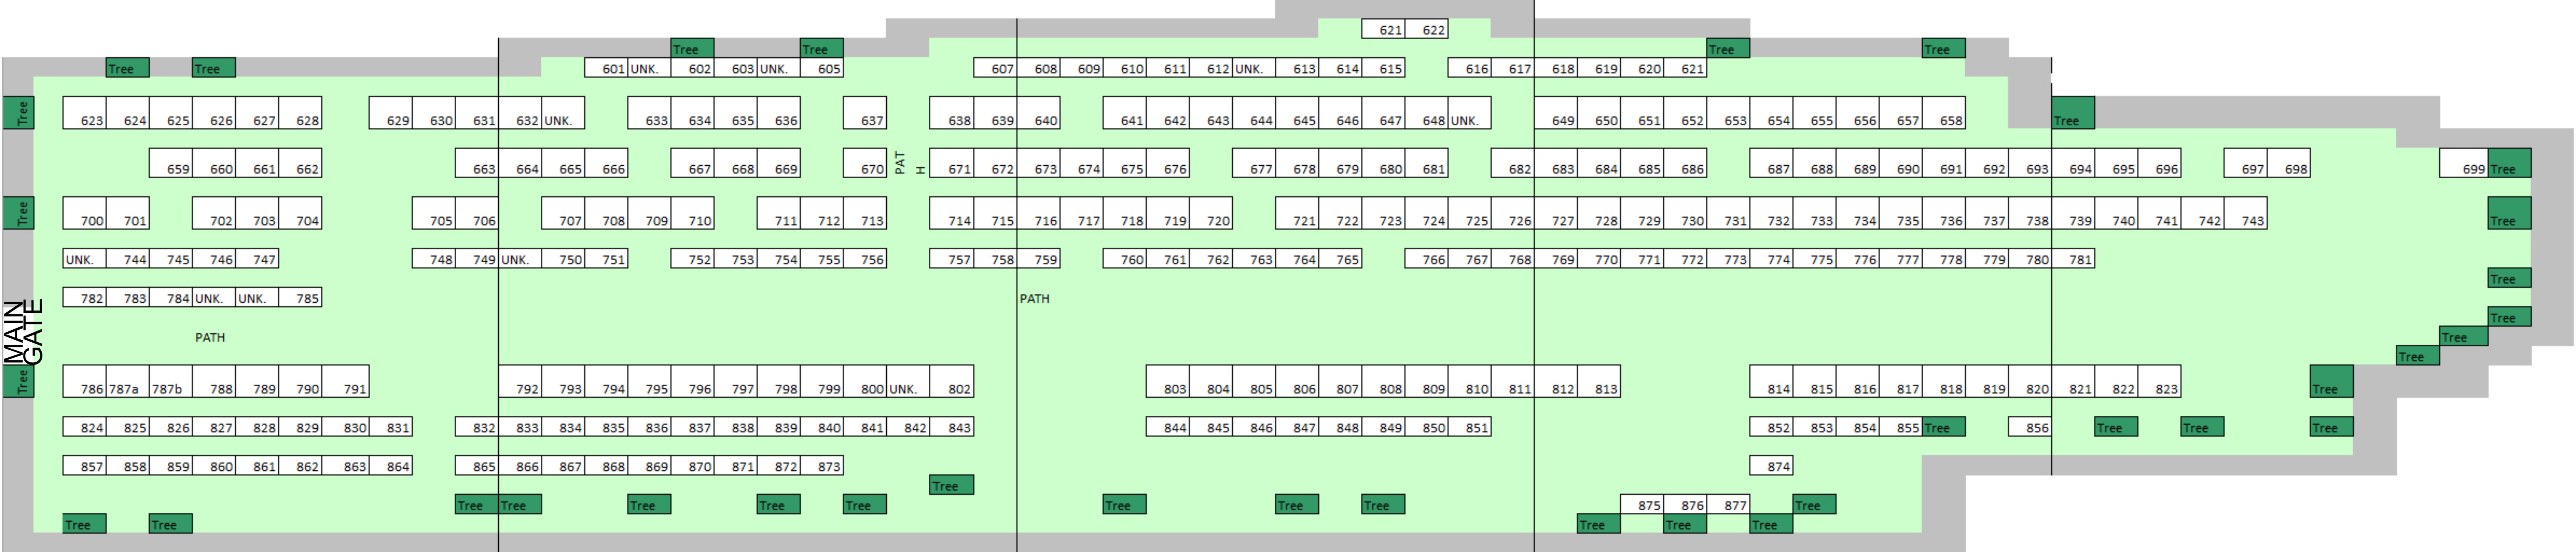 621 622
Tree Tree Tree Tree
Tree Tree 601 UNK. 602 603 UNK. 605 607 608 609 610 611 612 UNK. 613 614 615 616 617 618 619 620 621
Tree 623 624 625 626 627 628 629 630 631 632 UNK. 633 634 635 636 637 638 639 640 641 642 643 644 645 646 647 648 UNK. 649 650 651 652 653 654 655 656 657 658 Tree
659 660 661 662 663 664 665 666 667 668 669 670 PAT H 671 672 673 674 675 676 677 678 679 680 681 682 683 684 685 686 687 688 689 690 691 692 693 694 695 696 697 698 699 Tree
Tree 700 701 702 703 704 705 706 707 708 709 710 711 712 713 714 715 716 717 718 719 720 721 722 723 724 725 726 727 728 729 730 731 732 733 734 735 736 737 738 739 740 741 742 743 Tree
UNK. 744 745 746 747 748 749 UNK. 750 751 752 753 754 755 756 757 758 759 760 761 762 763 764 765 766 767 768 769 770 771 772 773 774 775 776 777 778 779 780 781
Tree
782 783 784 UNK. UNK. 785 PATH
Tree
MAIN GATE
PATH Tree
Tree
Tree 786 787a 787b 788 789 790 791 792 793 794 795 796 797 798 799 800 UNK. 802 803 804 805 806 807 808 809 810 811 812 813 814 815 816 817 818 819 820 821 822 823 Tree
824 825 826 827 828 829 830 831 832 833 834 835 836 837 838 839 840 841 842 843 844 845 846 847 848 849 850 851 852 853 854 855 Tree 856 Tree Tree Tree
857 858 859 860 861 862 863 864 865 866 867 868 869 870 871 872 873 874
Tree
Tree Tree Tree Tree Tree Tree Tree Tree 875 876 877 Tree
Tree Tree Tree Tree Tree